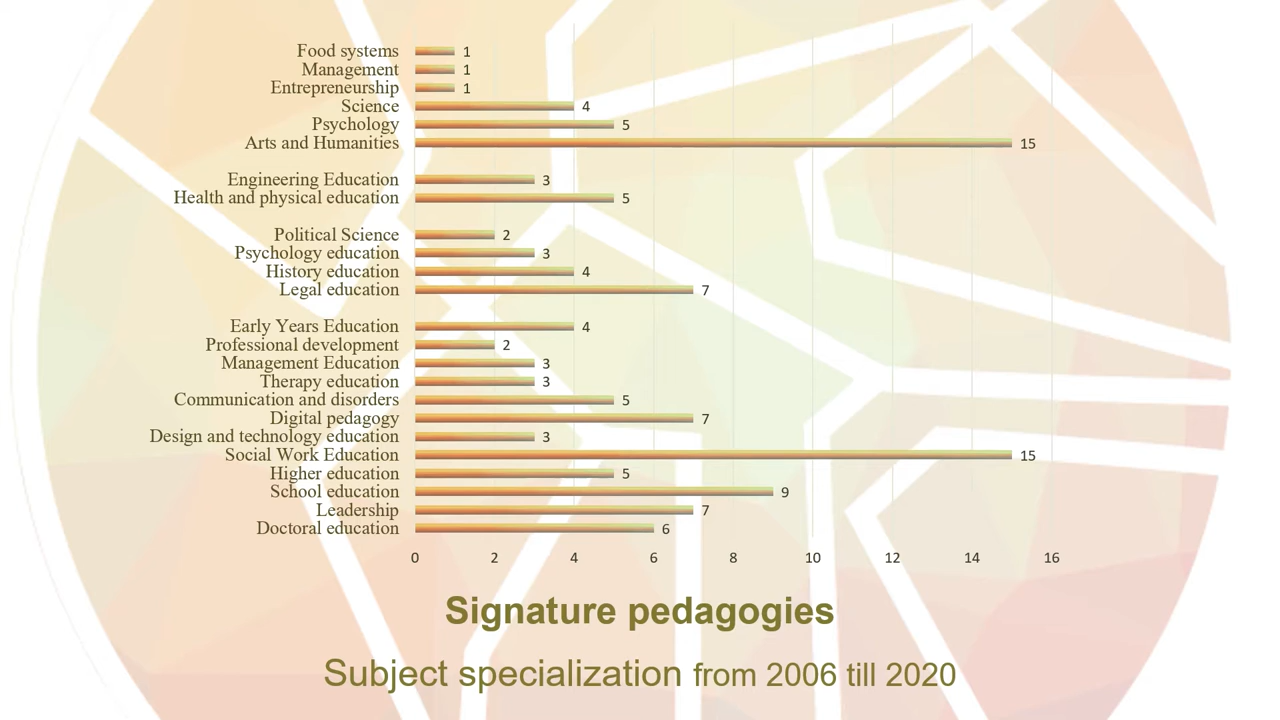 Food systems 1
Management 1
Entrepreneurship 1
Science 4
Psychology 5
Arts and Humanities 15
Engineering Education 3
Health and physical education 5
Political Science 2
Psychology education 3
History education 4
Legal education 7
Early Years Education 4
Professional development 2
Management Education 3
Therapy education 3
Communication and disorders 5
Digital pedagogy 7
Design and technology education 3
Social Work Education 15
Higher education 5
School education 9
Leadership 7
Doctoral education 6
0 2 4 6 8 10 12 14 16
Signature pedagogies
Subject specialization from 2006 till 2020